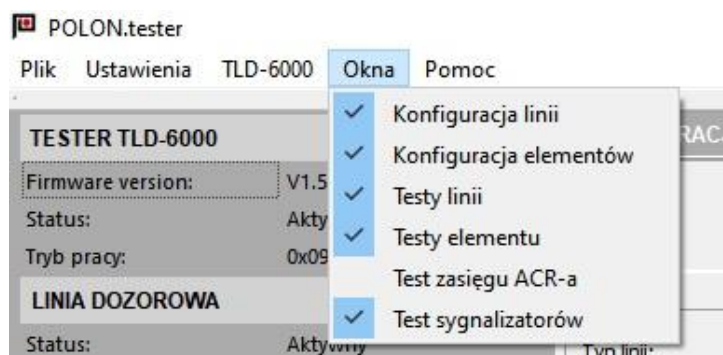 POLON.tester
Plik Ustawienia TLD-6000 Okna Pomoc
Konfiguracja linii
Konfiguracja elementów
Testy linii
Testy elementu
Test zasięgu ACR-a
Test sygnalizatorów
TESTER TLD-6000
RAC
Firmware version: V1.5
Status: Akty
Tryb pracy: 0x09
LINIA DOZOROWA
Status: Aktywny
Typ linii: